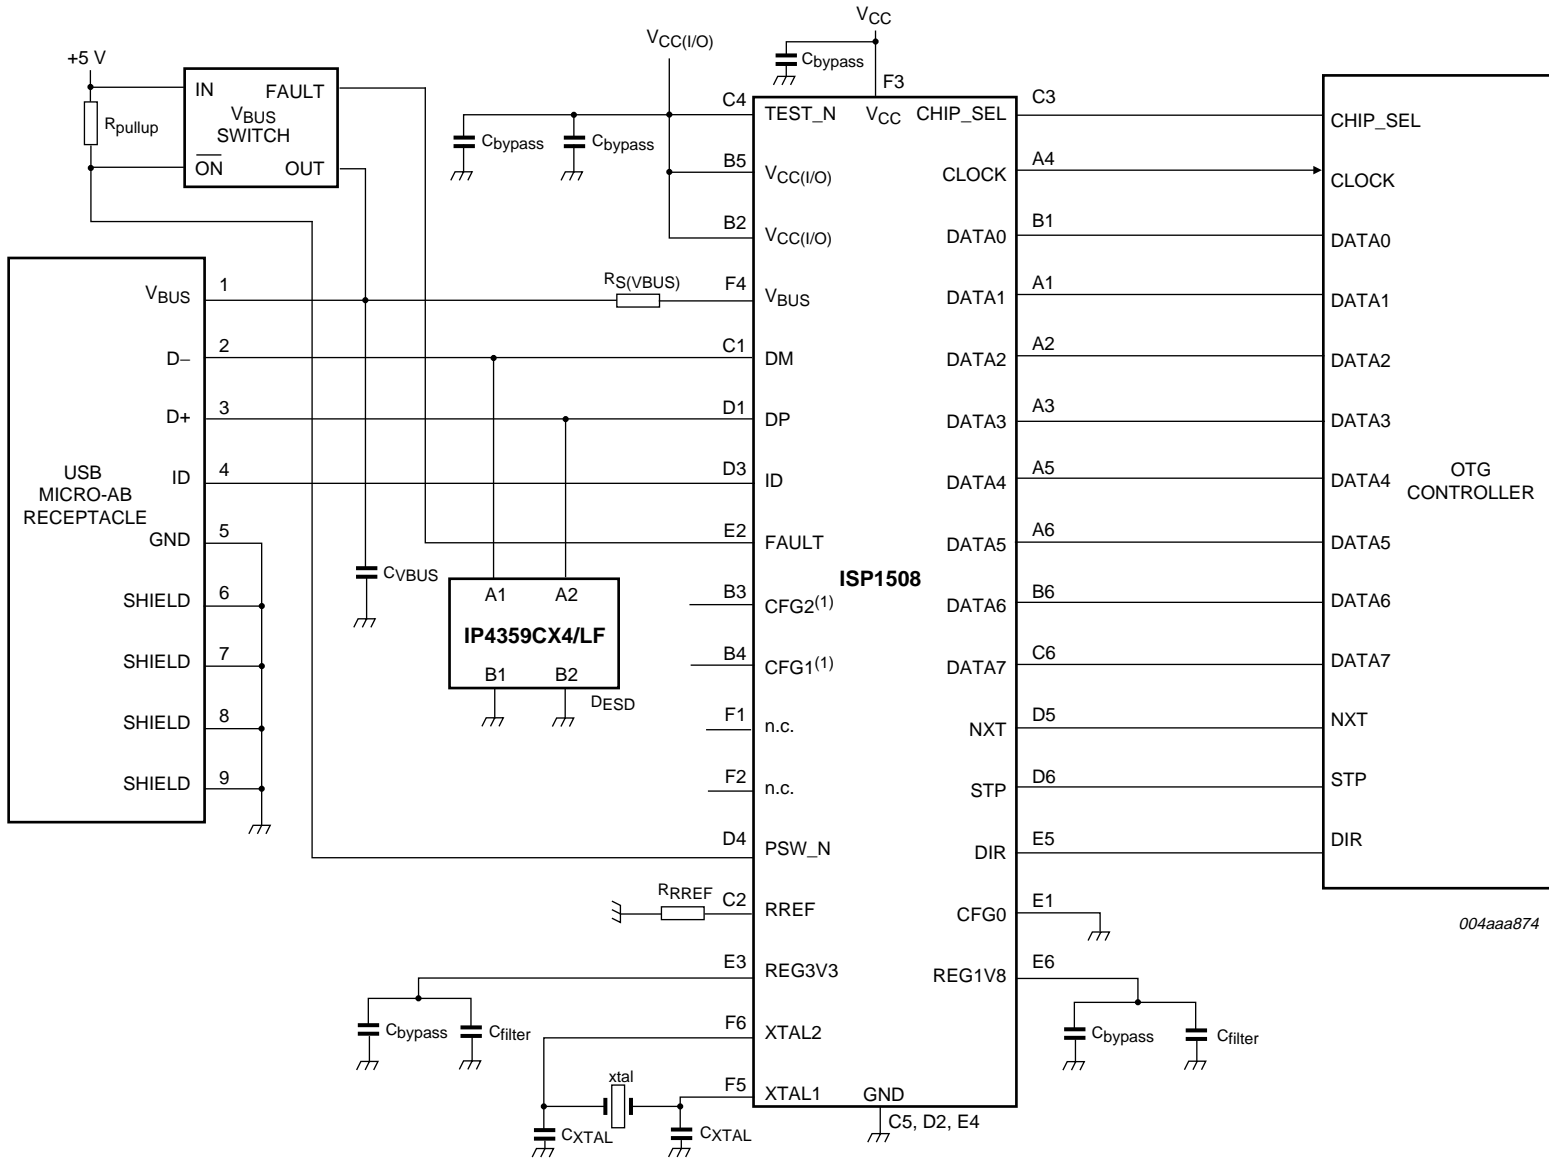 VCC
VCC(I/O)
Cbypass
+5 V
Rpullup
IN
FAULT
VBUS
SWITCH
ON
OUT
Cbypass
Cbypass
USB
MICRO-AB
RECEPTACLE
VBUS
1
D−
2
D+
3
ID
4
GND
5
SHIELD
6
SHIELD
7
SHIELD
8
SHIELD
9
RS(VBUS)
CVBUS
A1
A2
IP4359CX4/LF
B1
B2
DESD
RRREF
Cbypass
Cfilter
xtal
CXTAL
CXTAL
ISP1508
F3
VCC
C4
TEST_N
B5
VCC(I/O)
B2
VCC(I/O)
F4
VBUS
C1
DM
D1
DP
D3
ID
E2
FAULT
B3
CFG2(1)
B4
CFG1(1)
F1
n.c.
F2
n.c.
D4
PSW_N
C2
RREF
E3
REG3V3
F6
XTAL2
F5
XTAL1
GND
C5, D2, E4
CHIP_SEL
C3
CLOCK
A4
DATA0
B1
DATA1
A1
DATA2
A2
DATA3
A3
DATA4
A5
DATA5
A6
DATA6
B6
DATA7
C6
NXT
D5
STP
D6
DIR
E5
CFG0
E1
REG1V8
E6
Cbypass
Cfilter
CHIP_SEL
CLOCK
DATA0
DATA1
DATA2
DATA3
DATA4
DATA5
DATA6
DATA7
NXT
STP
DIR
OTG
CONTROLLER
004aaa874